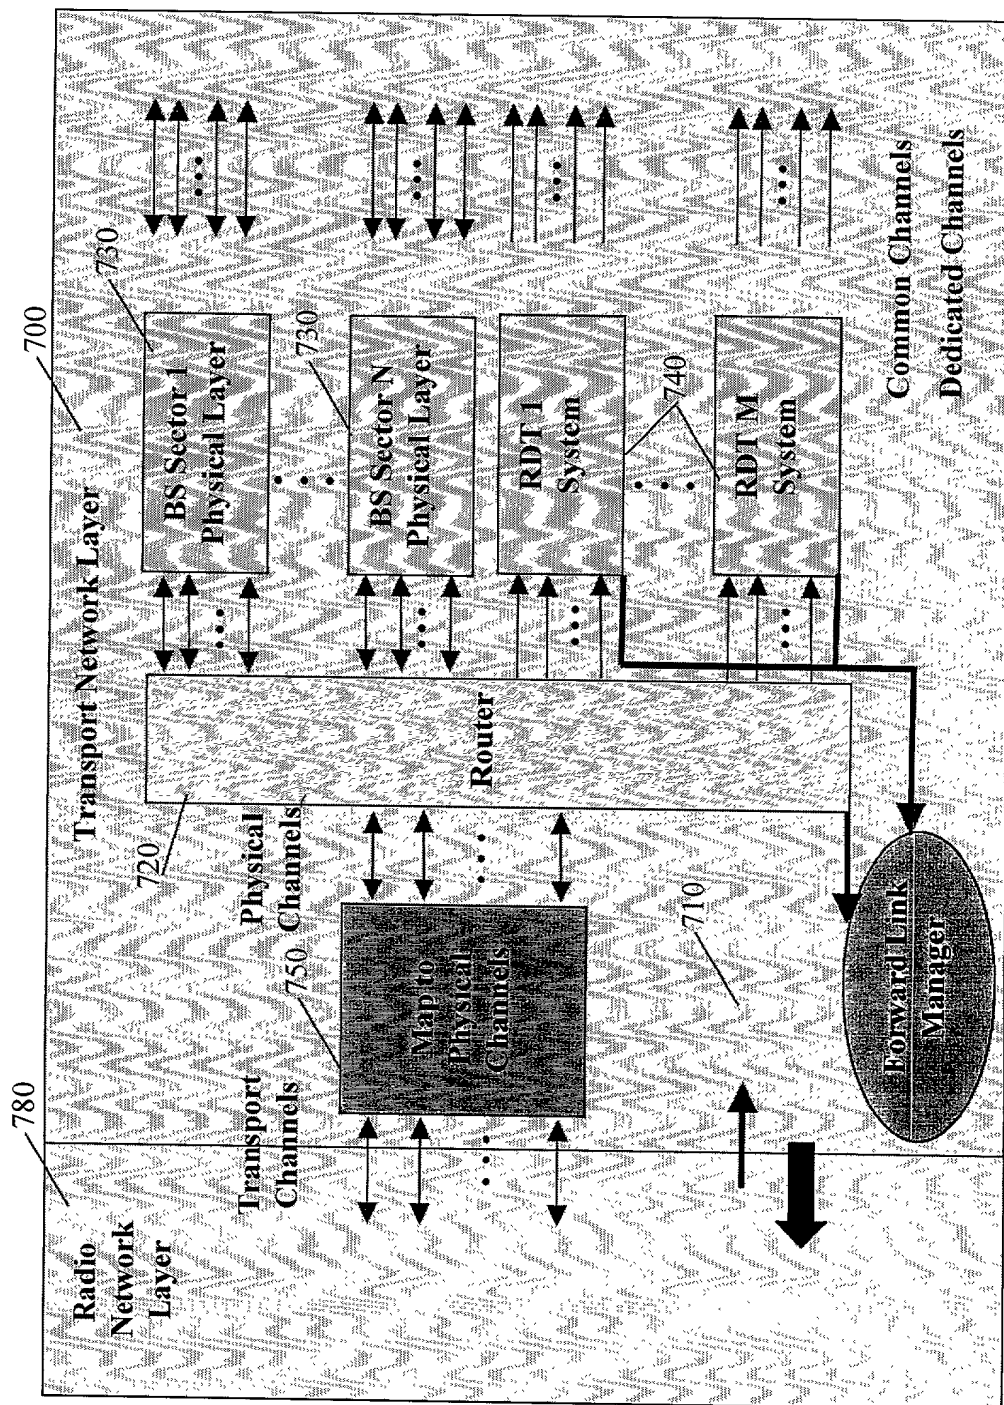 780
700
Radio
Network
Layer
Transport Network Layer
720
730
Transport
Channels
750
Physical
Channels
BS Sector 1
Physical Layer
730
Map to
Physical
Channels
Router
BS Sector N
Physical Layer
RDT 1
System
740
710
RDT M
System
Forward Link
Manager
Common Channels
Dedicated Channels